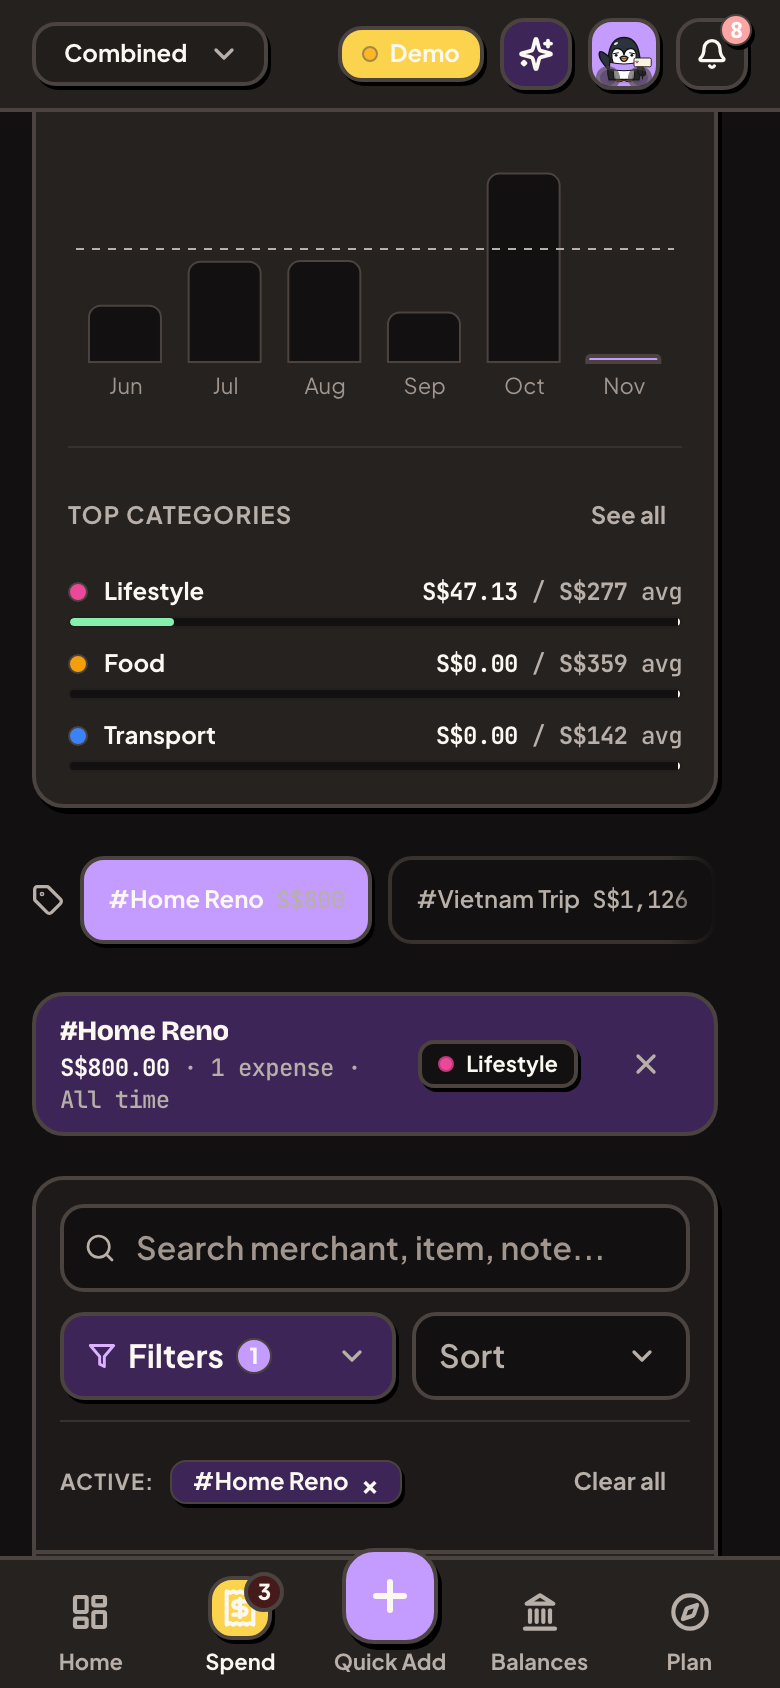 Combined
Demo
8
Jun Jul Aug Sep Oct Nov
TOP CATEGORIES See all
Lifestyle S$47.13 / S$277 avg
Food S$0.00 / S$359 avg
Transport S$0.00 / S$142 avg
#Home Reno S$800 #Vietnam Trip S$1,126
#Home Reno
S$800.00 · 1 expense ·
All time
Lifestyle
Search merchant, item, note...
Filters 1 Sort
ACTIVE: #Home Reno × Clear all
3
Home Spend Quick Add Balances Plan